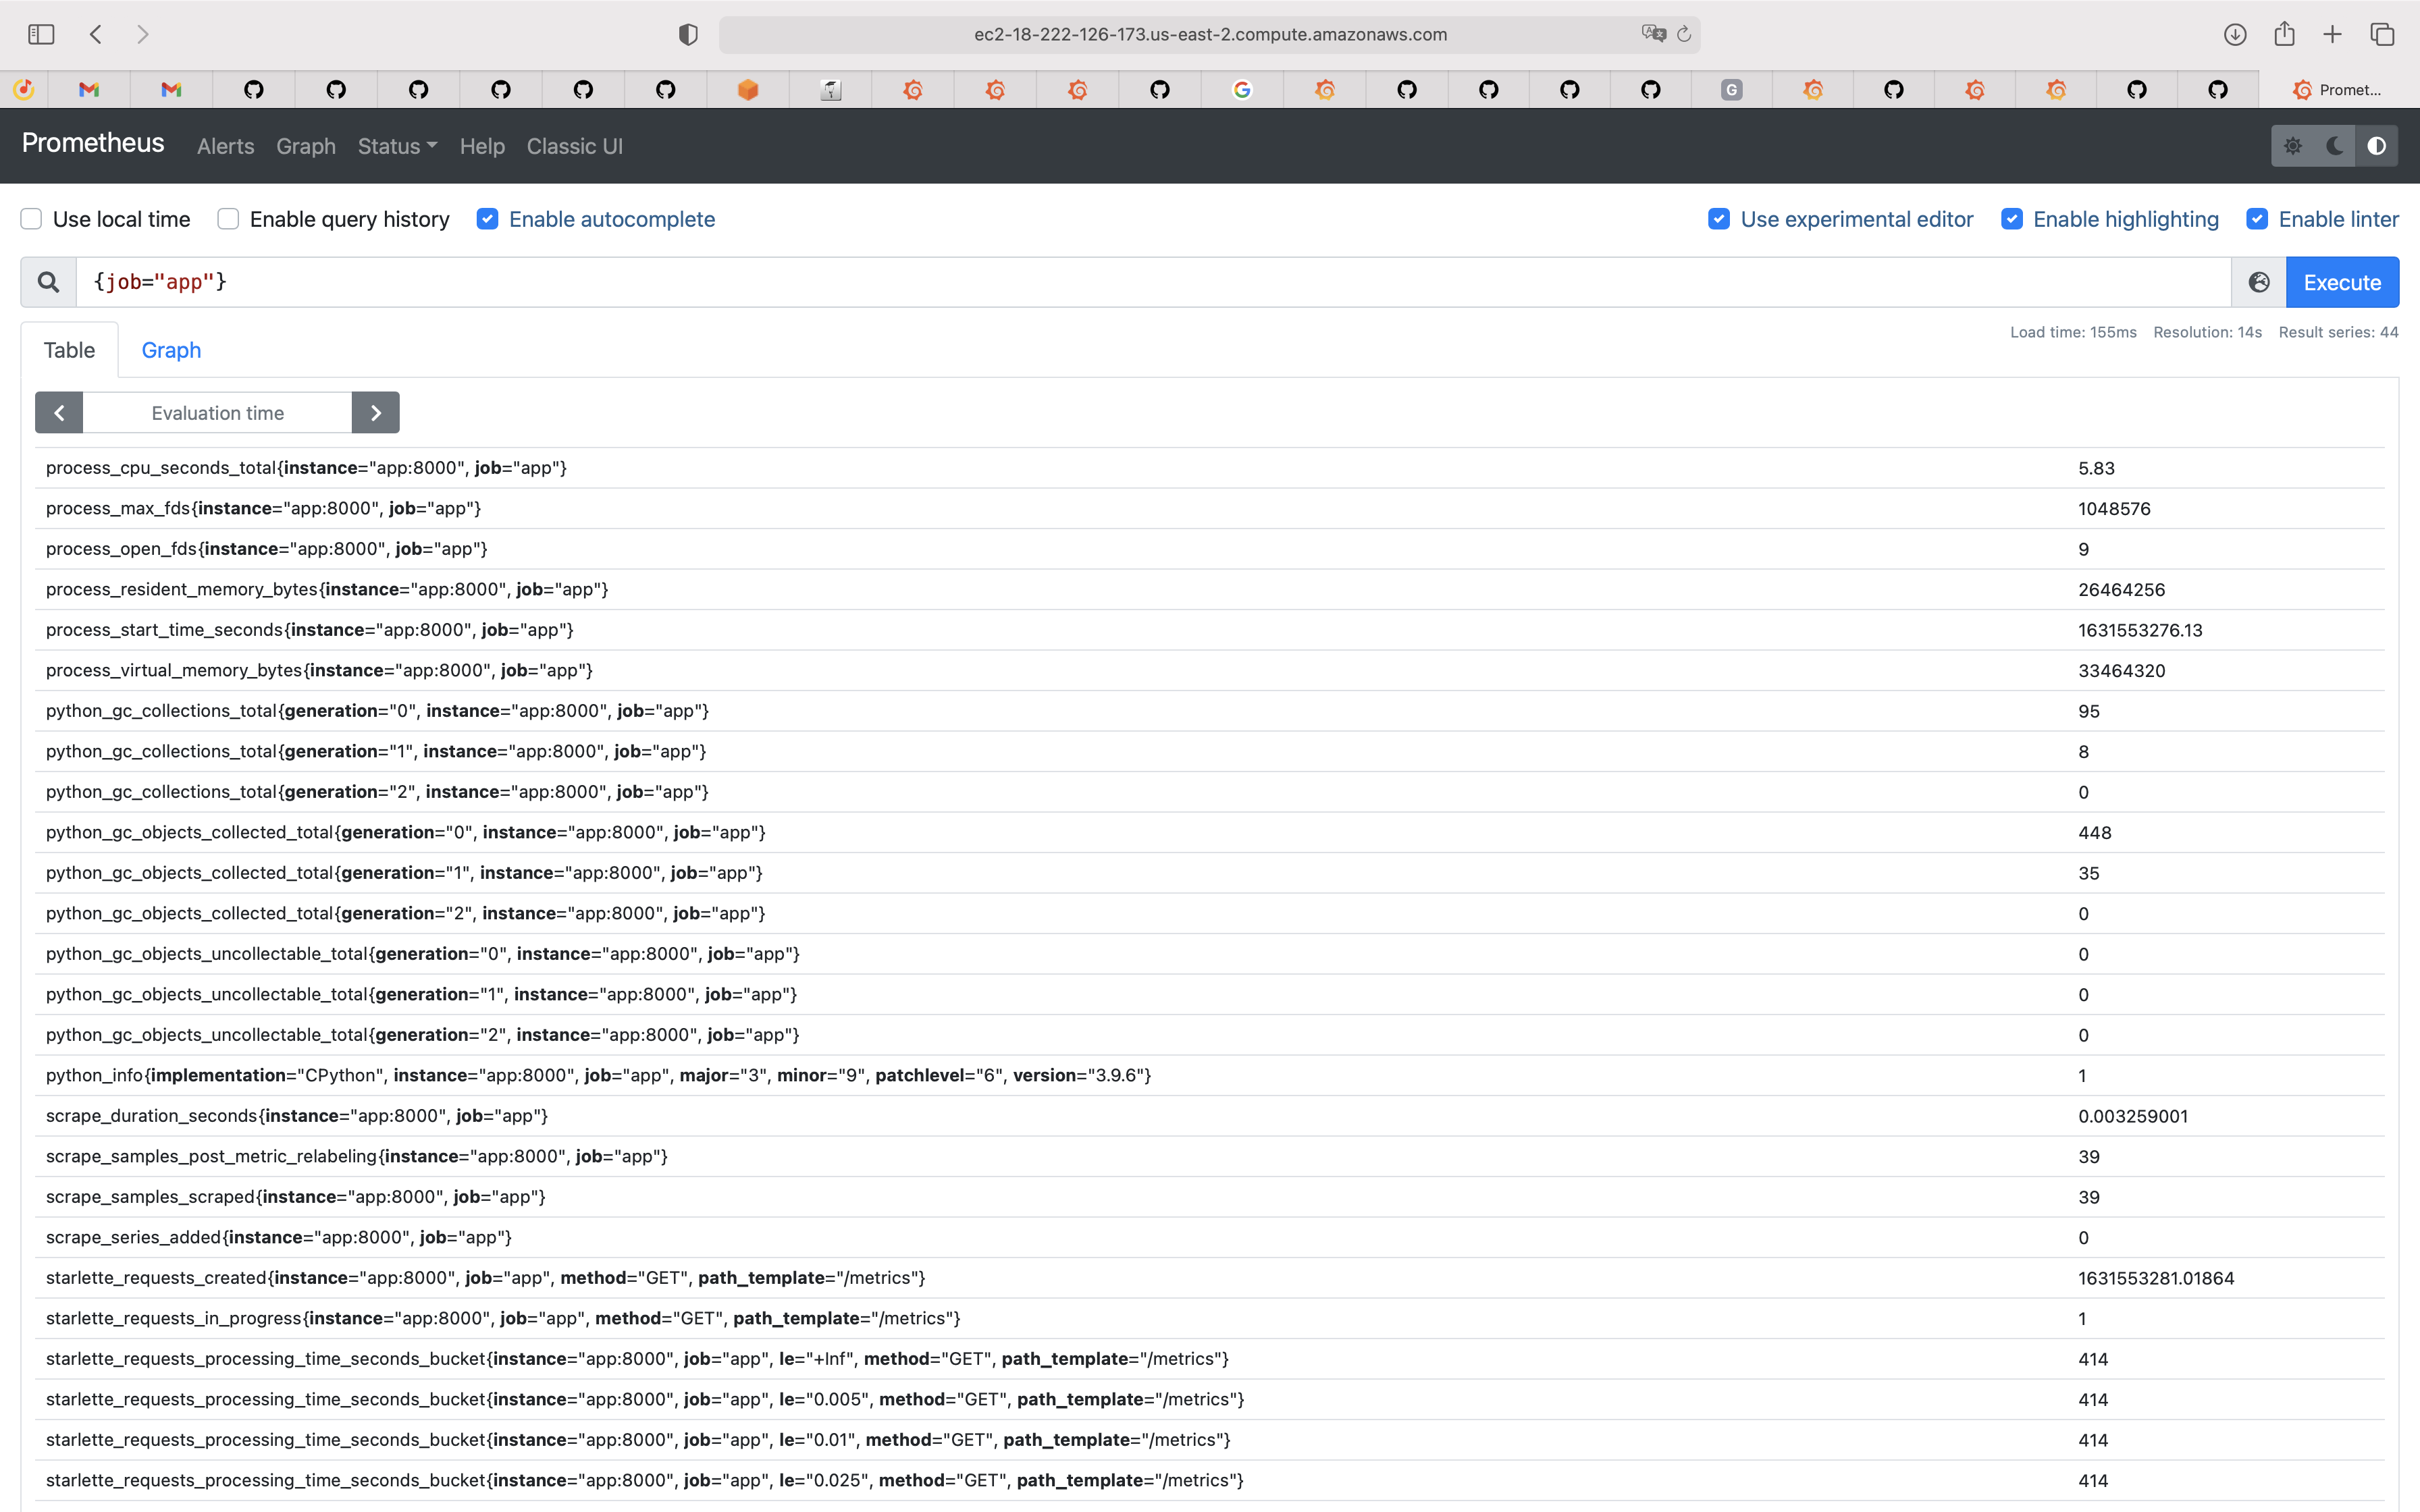 ec2-18-222-126-173.us-east-2.compute.amazonaws.com
G
Promet...
Prometheus Alerts Graph Status Help Classic UI
Use local time Enable query history Enable autocomplete Use experimental editor Enable highlighting Enable linter
{job="app"} Execute
Table Graph Load time: 155ms Resolution: 14s Result series: 44
Evaluation time
process_cpu_seconds_total{instance="app:8000", job="app"} 5.83
process_max_fds{instance="app:8000", job="app"} 1048576
process_open_fds{instance="app:8000", job="app"} 9
process_resident_memory_bytes{instance="app:8000", job="app"} 26464256
process_start_time_seconds{instance="app:8000", job="app"} 1631553276.13
process_virtual_memory_bytes{instance="app:8000", job="app"} 33464320
python_gc_collections_total{generation="0", instance="app:8000", job="app"} 95
python_gc_collections_total{generation="1", instance="app:8000", job="app"} 8
python_gc_collections_total{generation="2", instance="app:8000", job="app"} 0
python_gc_objects_collected_total{generation="0", instance="app:8000", job="app"} 448
python_gc_objects_collected_total{generation="1", instance="app:8000", job="app"} 35
python_gc_objects_collected_total{generation="2", instance="app:8000", job="app"} 0
python_gc_objects_uncollectable_total{generation="0", instance="app:8000", job="app"} 0
python_gc_objects_uncollectable_total{generation="1", instance="app:8000", job="app"} 0
python_gc_objects_uncollectable_total{generation="2", instance="app:8000", job="app"} 0
python_info{implementation="CPython", instance="app:8000", job="app", major="3", minor="9", patchlevel="6", version="3.9.6"} 1
scrape_duration_seconds{instance="app:8000", job="app"} 0.003259001
scrape_samples_post_metric_relabeling{instance="app:8000", job="app"} 39
scrape_samples_scraped{instance="app:8000", job="app"} 39
scrape_series_added{instance="app:8000", job="app"} 0
starlette_requests_created{instance="app:8000", job="app", method="GET", path_template="/metrics"} 1631553281.01864
starlette_requests_in_progress{instance="app:8000", job="app", method="GET", path_template="/metrics"} 1
starlette_requests_processing_time_seconds_bucket{instance="app:8000", job="app", le="+Inf", method="GET", path_template="/metrics"} 414
starlette_requests_processing_time_seconds_bucket{instance="app:8000", job="app", le="0.005", method="GET", path_template="/metrics"} 414
starlette_requests_processing_time_seconds_bucket{instance="app:8000", job="app", le="0.01", method="GET", path_template="/metrics"} 414
starlette_requests_processing_time_seconds_bucket{instance="app:8000", job="app", le="0.025", method="GET", path_template="/metrics"} 414